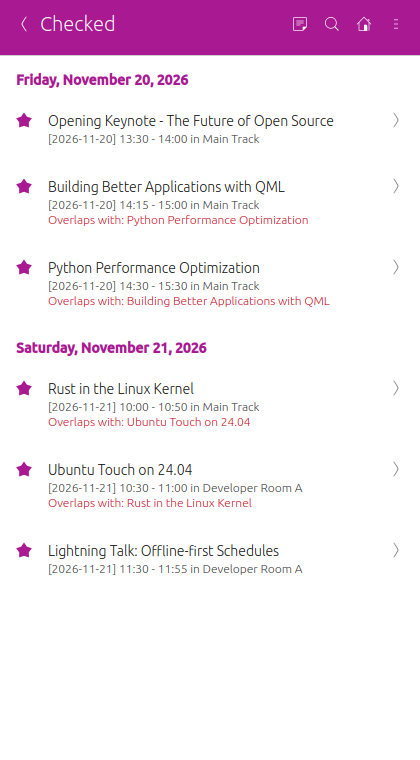 Checked
Friday, November 20, 2026
Opening Keynote - The Future of Open Source
[2026-11-20] 13:30 - 14:00 in Main Track
Building Better Applications with QML
[2026-11-20] 14:15 - 15:00 in Main Track
Overlaps with: Python Performance Optimization
Python Performance Optimization
[2026-11-20] 14:30 - 15:30 in Main Track
Overlaps with: Building Better Applications with QML
Saturday, November 21, 2026
Rust in the Linux Kernel
[2026-11-21] 10:00 - 10:50 in Main Track
Overlaps with: Ubuntu Touch on 24.04
Ubuntu Touch on 24.04
[2026-11-21] 10:30 - 11:00 in Developer Room A
Overlaps with: Rust in the Linux Kernel
Lightning Talk: Offline-first Schedules
[2026-11-21] 11:30 - 11:55 in Developer Room A